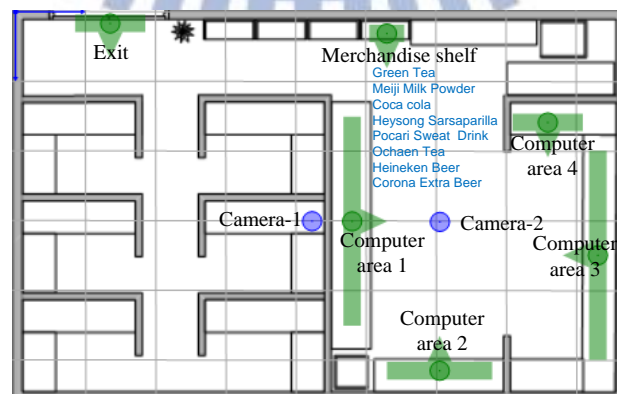 Exit
Merchandise shelf
Green Tea
Meiji Milk Powder
Coca cola
Heysong Sarsaparilla
Pocari Sweat Drink
Ochaen Tea
Heineken Beer
Corona Extra Beer
Computer
area 4
Camera-1
Camera-2
Computer
area 1
Computer
area 3
Computer
area 2